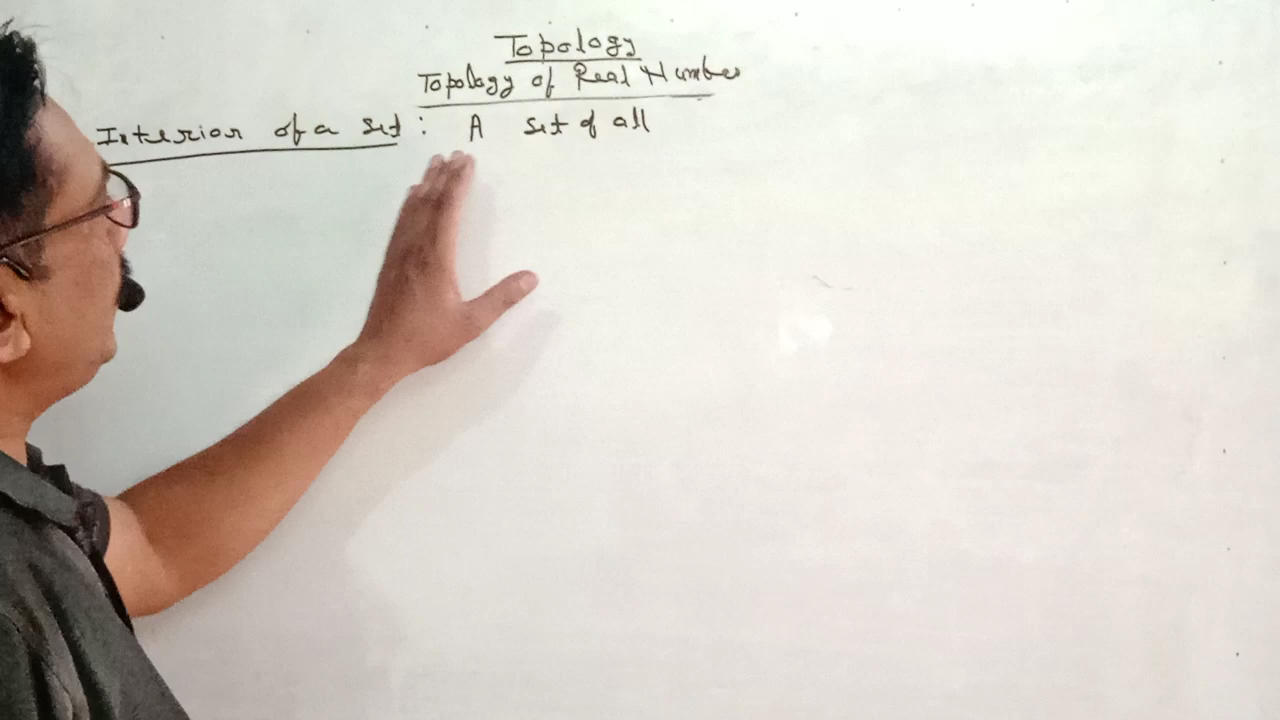 Topology
Topology of Real Number
Interior of a set : A set of all